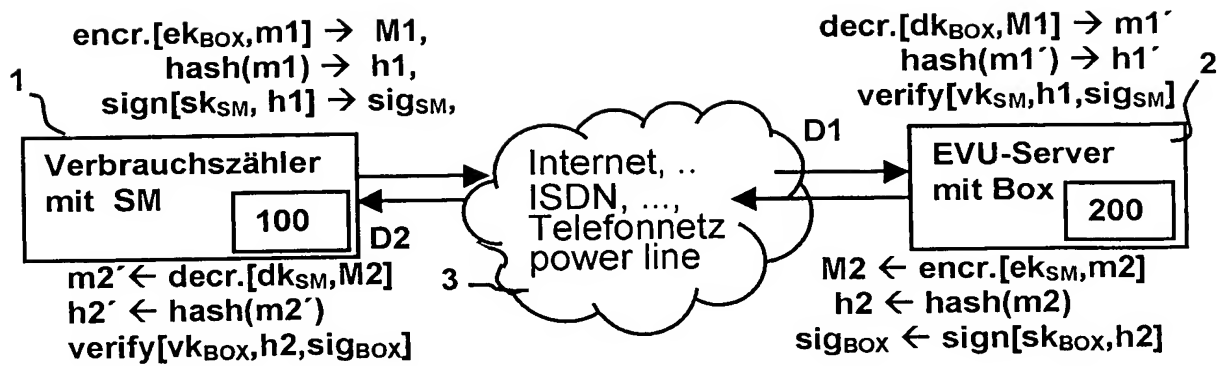 encr.[ekBOX,m1] → M1,
hash(m1) → h1,
sign[skSM, h1] → sigSM,
1
decr.[dkBOX,M1] → m1´
hash(m1´) → h1´
verify[vkSM,h1,sigSM]
2
Verbrauchszähler
mit SM
100
D2
Internet, ..
ISDN, ...,
Telefonnetz
power line
3
D1
EVU-Server
mit Box
200
m2´ ← decr.[dkSM,M2]
h2´ ← hash(m2´)
verify[vkBOX,h2,sigBOX]
M2 ← encr.[ekSM,m2]
h2 ← hash(m2)
sigBOX ← sign[skBOX,h2]